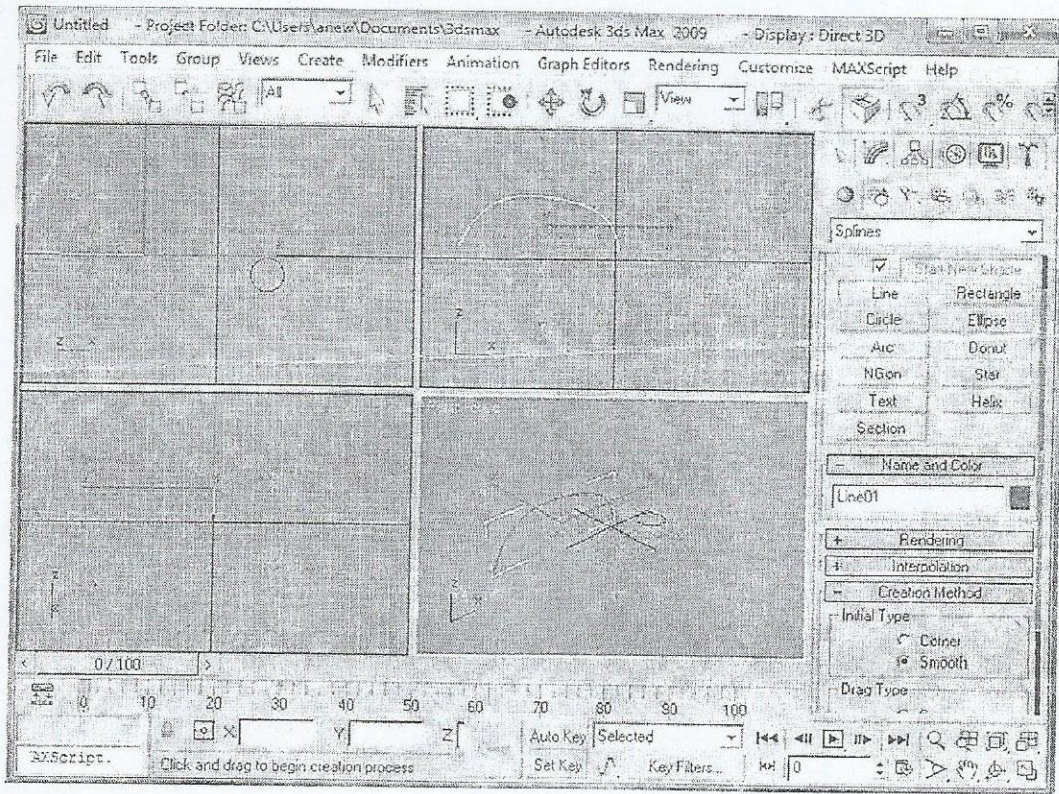 Untitled - Project Folder: C:\Users\anew\Documents\3dsmax - Autodesk 3ds Max 2009 - Display : Direct 3D
File Edit Tools Group Views Create Modifiers Animation Graph Editors Rendering Customize MAXScript Help
All View
Splines
Start New Shape
Line Rectangle
Circle Ellipse
Arc Donut
NGon Star
Text Helix
Section
- Name and Color
Line01
+ Rendering
+ Interpolation
- Creation Method
Initial Type
Corner
Smooth
Drag Type
Z X
Z X
Z
< 0 / 100 >
0 10 20 30 40 50 60 70 80 90 100
X Y Z
Auto Key Selected
AXScript.
Click and drag to begin creation process
Set Key Key Filters...
0